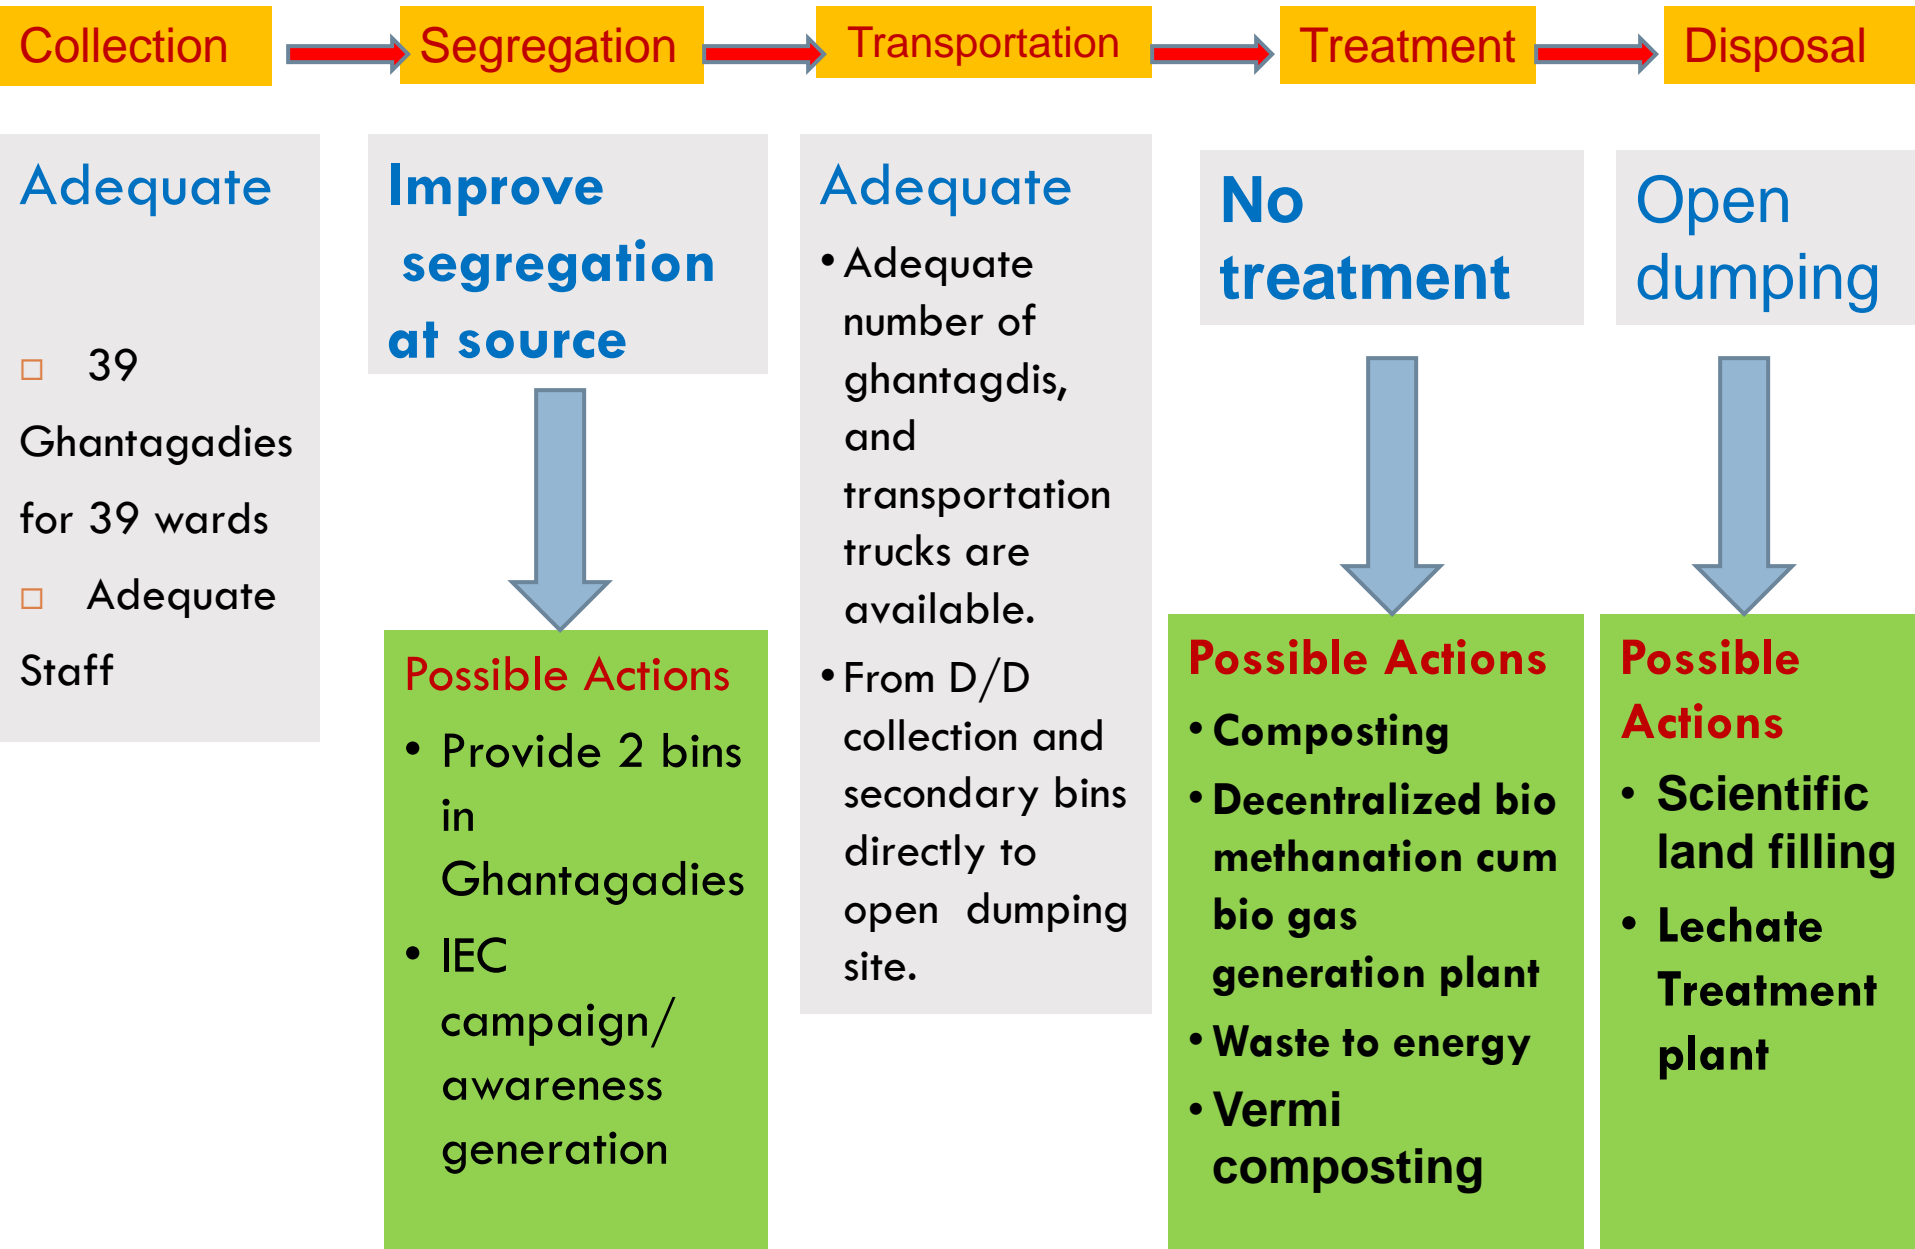 Collection
Segregation
Transportation
Treatment
Disposal
Adequate
□ 39
Ghantagadies
for 39 wards
□ Adequate
Staff
Improve
segregation
at source
Possible Actions
• Provide 2 bins
in
Ghantagadies
• IEC
campaign/
awareness
generation
Adequate
• Adequate
number of
ghantagdis,
and
transportation
trucks are
available.
• From D/D
collection and
secondary bins
directly to
open dumping
site.
No
treatment
Possible Actions
• Composting
• Decentralized bio
methanation cum
bio gas
generation plant
• Waste to energy
• Vermi
composting
Open
dumping
Possible
Actions
• Scientific
land filling
• Lechate
Treatment
plant